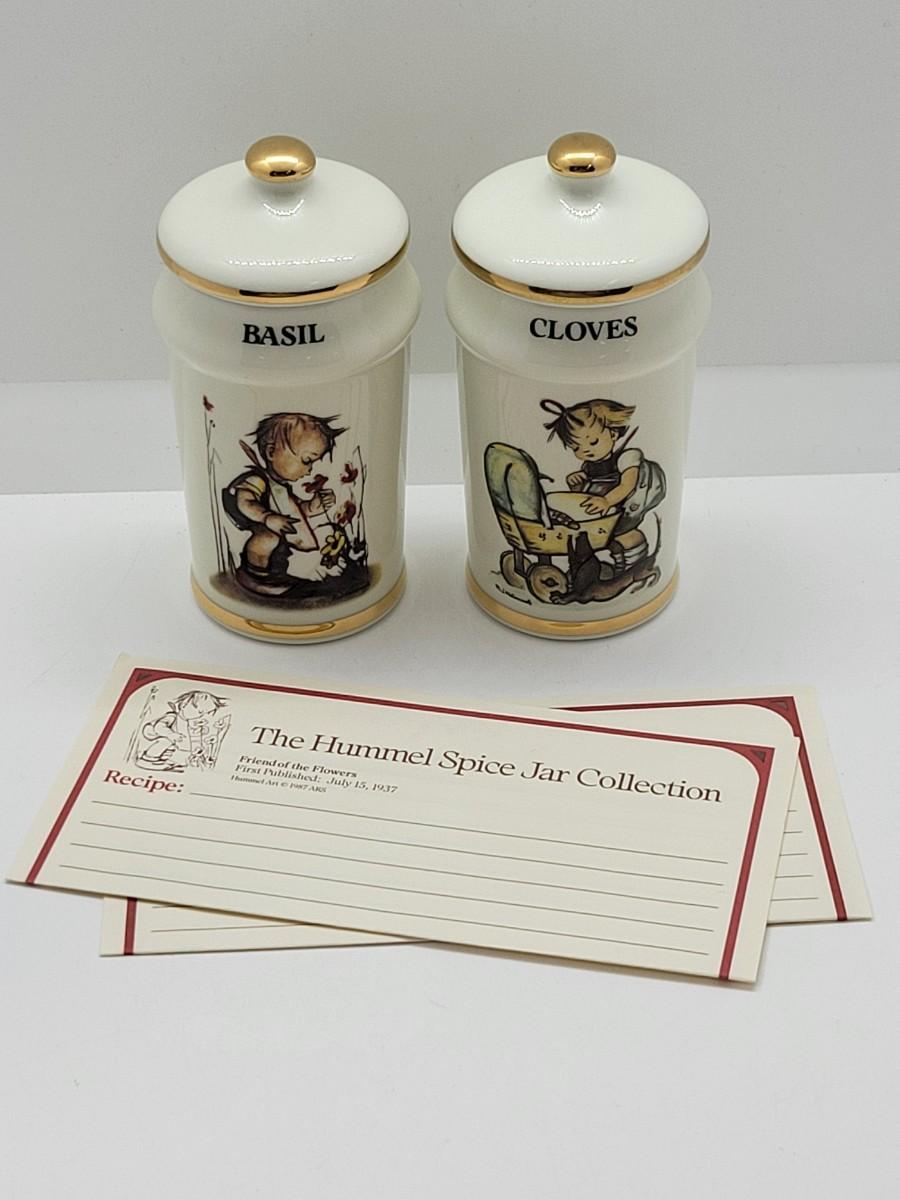 BASIL
CLOVES
The Hummel Spice Jar Collection
Friend of the Flowers
First Published: July 15, 1937
Hummel Art © 1987 ARS
Recipe: